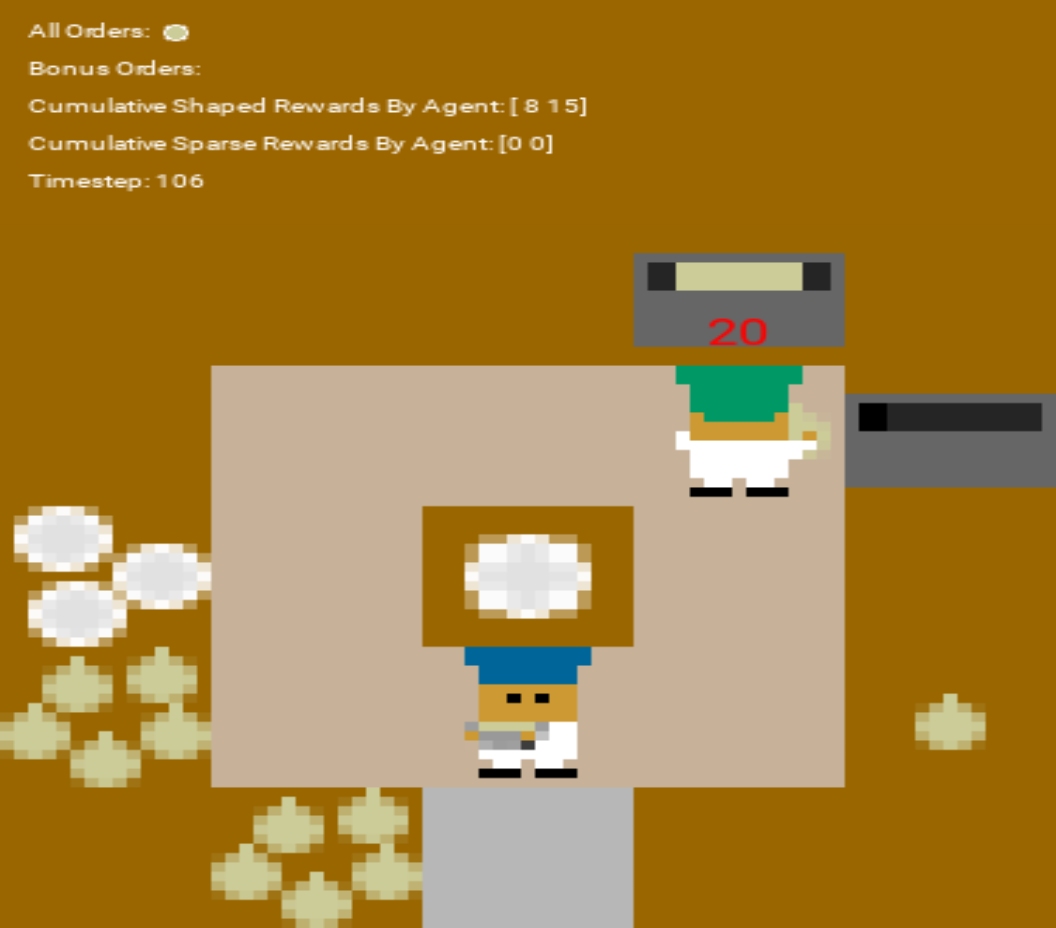 All Orders:
Bonus Orders:
Cumulative Shaped Rewards By Agent: [ 8 15]
Cumulative Sparse Rewards By Agent: [0 0]
Timestep: 106
20